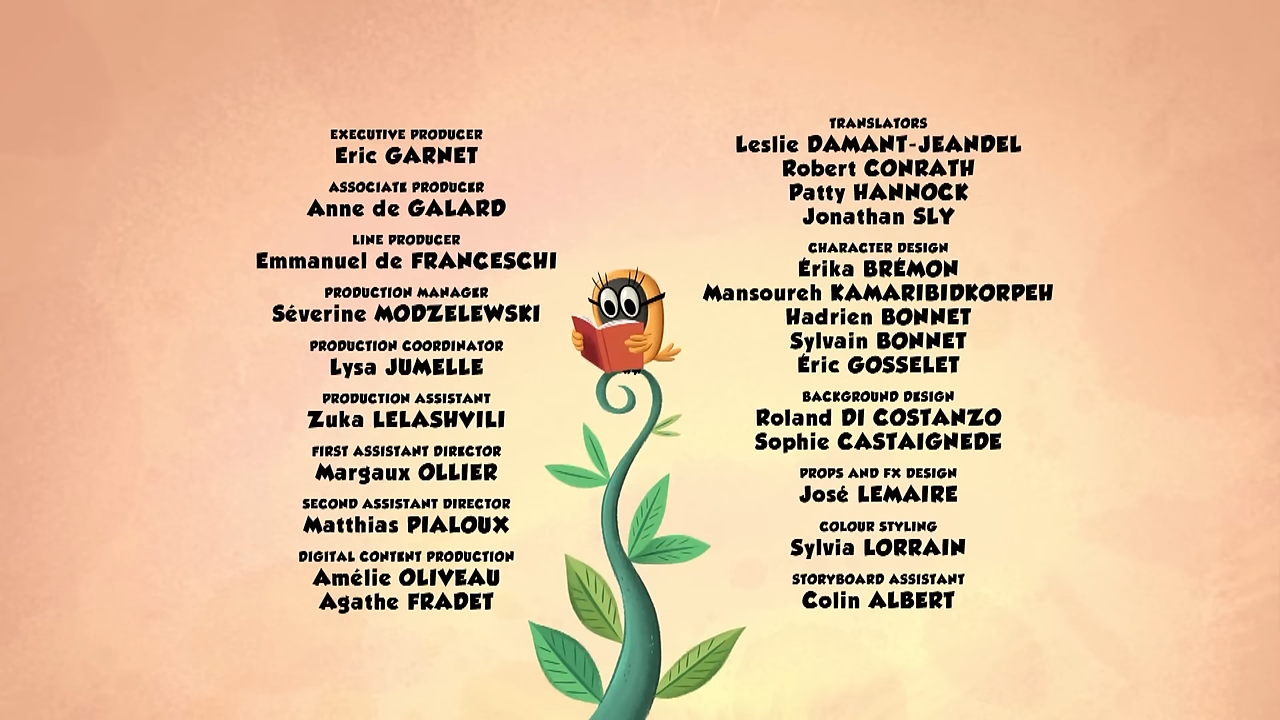 EXECUTIVE PRODUCER
Eric GARNET
ASSOCIATE PRODUCER
Anne de GALARD
LINE PRODUCER
Emmanuel de FRANCESCHI
PRODUCTION MANAGER
Séverine MODZELEWSKI
PRODUCTION COORDINATOR
Lysa JUMELLE
PRODUCTION ASSISTANT
Zuka LELASHVILI
FIRST ASSISTANT DIRECTOR
Margaux OLLIER
SECOND ASSISTANT DIRECTOR
Matthias PIALOUX
DIGITAL CONTENT PRODUCTION
Amélie OLIVEAU
Agathe FRADET
TRANSLATORS
Leslie DAMANT-JEANDEL
Robert CONRATH
Patty HANNOCK
Jonathan SLY
CHARACTER DESIGN
Érika BRÉMON
Mansoureh KAMARIBIDKORPEH
Hadrien BONNET
Sylvain BONNET
Éric GOSSELET
BACKGROUND DESIGN
Roland DI COSTANZO
Sophie CASTAIGNEDE
PROPS AND FX DESIGN
José LEMAIRE
COLOUR STYLING
Sylvia LORRAIN
STORYBOARD ASSISTANT
Colin ALBERT